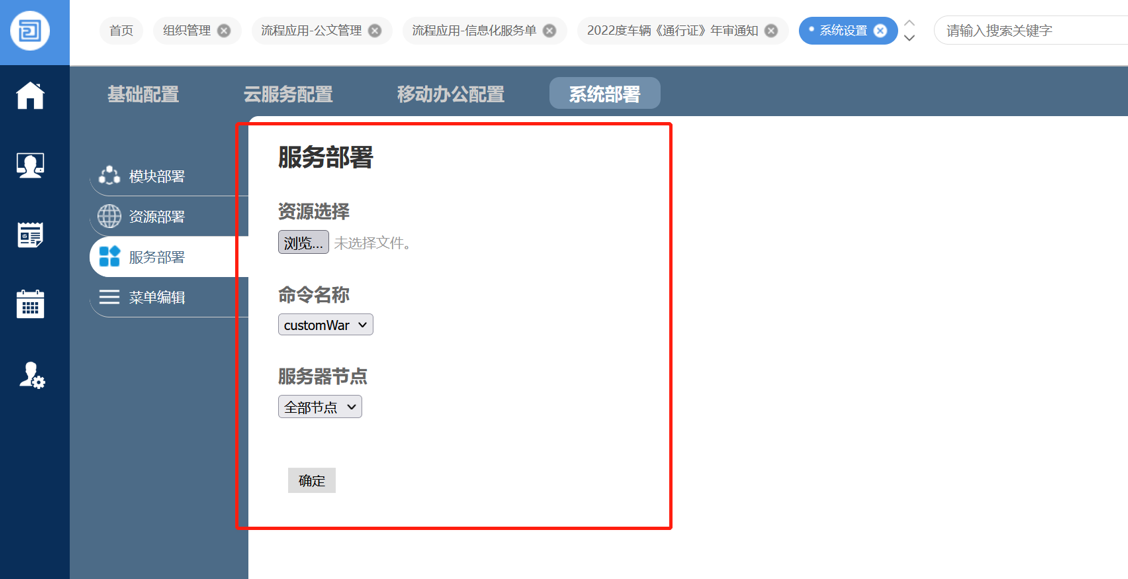 首页
组织管理
流程应用-公文管理
流程应用-信息化服务单
2022度车辆《通行证》年审通知
系统设置
请输入搜索关键字
基础配置
云服务配置
移动办公配置
系统部署
模块部署
资源部署
服务部署
菜单编辑
服务部署
资源选择
浏览... 未选择文件。
命令名称
customWar
服务器节点
全部节点
确定